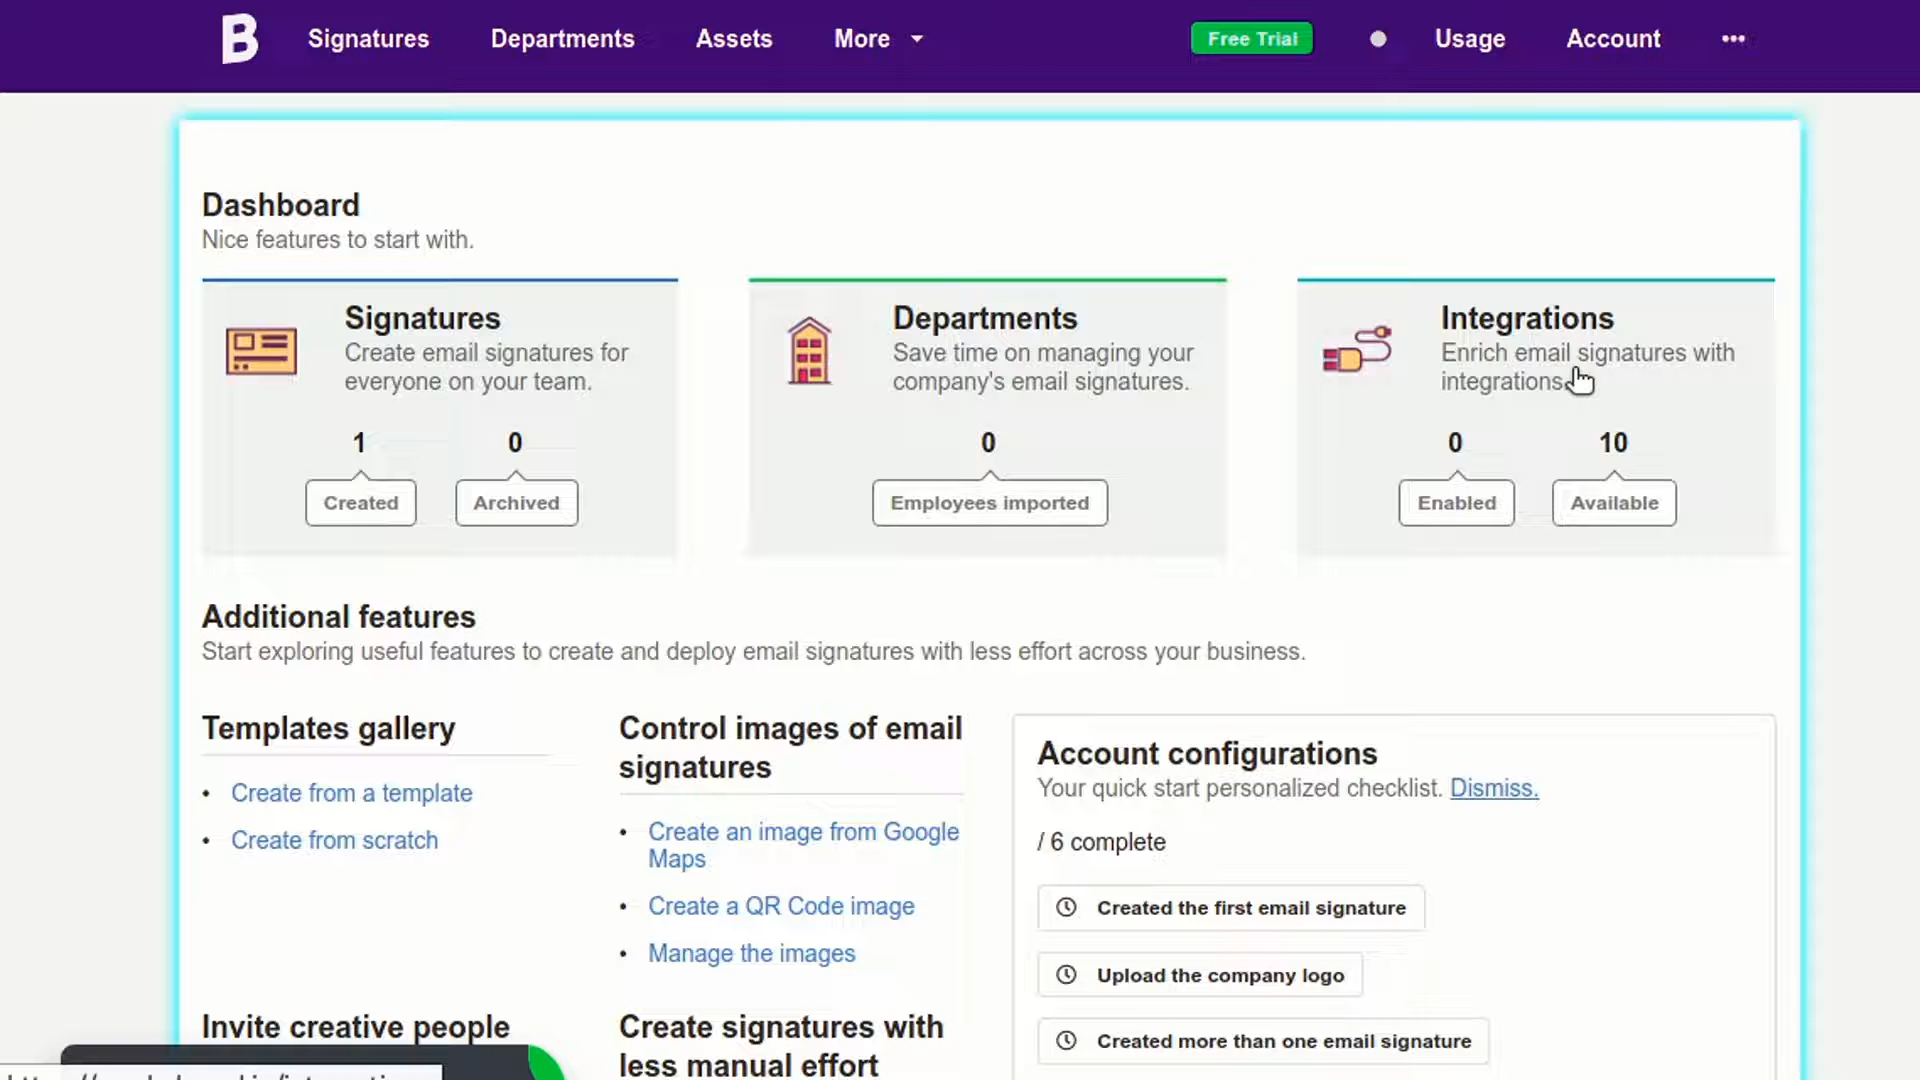 B Signatures Departments Assets More Free Trial Usage Account
Dashboard
Nice features to start with.
Signatures
Create email signatures for
everyone on your team.
1 0
Created Archived
Departments
Save time on managing your
company's email signatures.
0
Employees imported
Integrations
Enrich email signatures with
integrations
0 10
Enabled Available
Additional features
Start exploring useful features to create and deploy email signatures with less effort across your business.
Templates gallery
• Create from a template
• Create from scratch
Control images of email
signatures
• Create an image from Google
Maps
• Create a QR Code image
• Manage the images
Account configurations
Your quick start personalized checklist. Dismiss.
/ 6 complete
Created the first email signature
Upload the company logo
Created more than one email signature
Invite creative people
Create signatures with
less manual effort